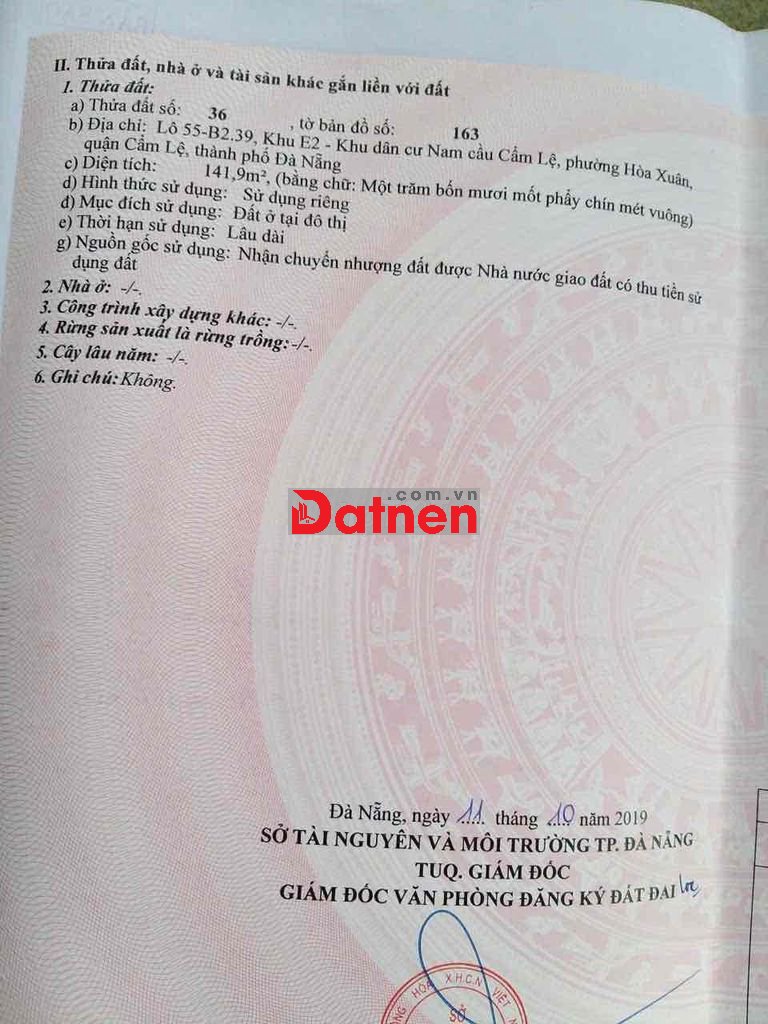 II. Thửa đất, nhà ở và tài sản khác gắn liền với đất
1. Thửa đất:
a) Thửa đất số: 36 , tờ bản đồ số: 163
b) Địa chỉ: Lô 55-B2.39, Khu E2 - Khu dân cư Nam cầu Cẩm Lệ, phường Hòa Xuân,
quận Cẩm Lệ, thành phố Đà Nẵng
c) Diện tích: 141,9m², (bằng chữ: Một trăm bốn mươi mốt phẩy chín mét vuông)
d) Hình thức sử dụng: Sử dụng riêng
đ) Mục đích sử dụng: Đất ở tại đô thị
e) Thời hạn sử dụng: Lâu dài
g) Nguồn gốc sử dụng: Nhận chuyển nhượng đất được Nhà nước giao đất có thu tiền sử
dụng đất
2. Nhà ở: -/-.
3. Công trình xây dựng khác: -/-.
4. Rừng sản xuất là rừng trồng: -/-.
5. Cây lâu năm: -/-.
6. Ghi chú: Không.
.com.vn
Datnen
Đà Nẵng, ngày 11 tháng 10 năm 2019
SỞ TÀI NGUYÊN VÀ MÔI TRƯỜNG TP. ĐÀ NẴNG
TUQ. GIÁM ĐỐC
GIÁM ĐỐC VĂN PHÒNG ĐĂNG KÝ ĐẤT ĐAI
HÒA X.H.C.N VIỆT
SỞ